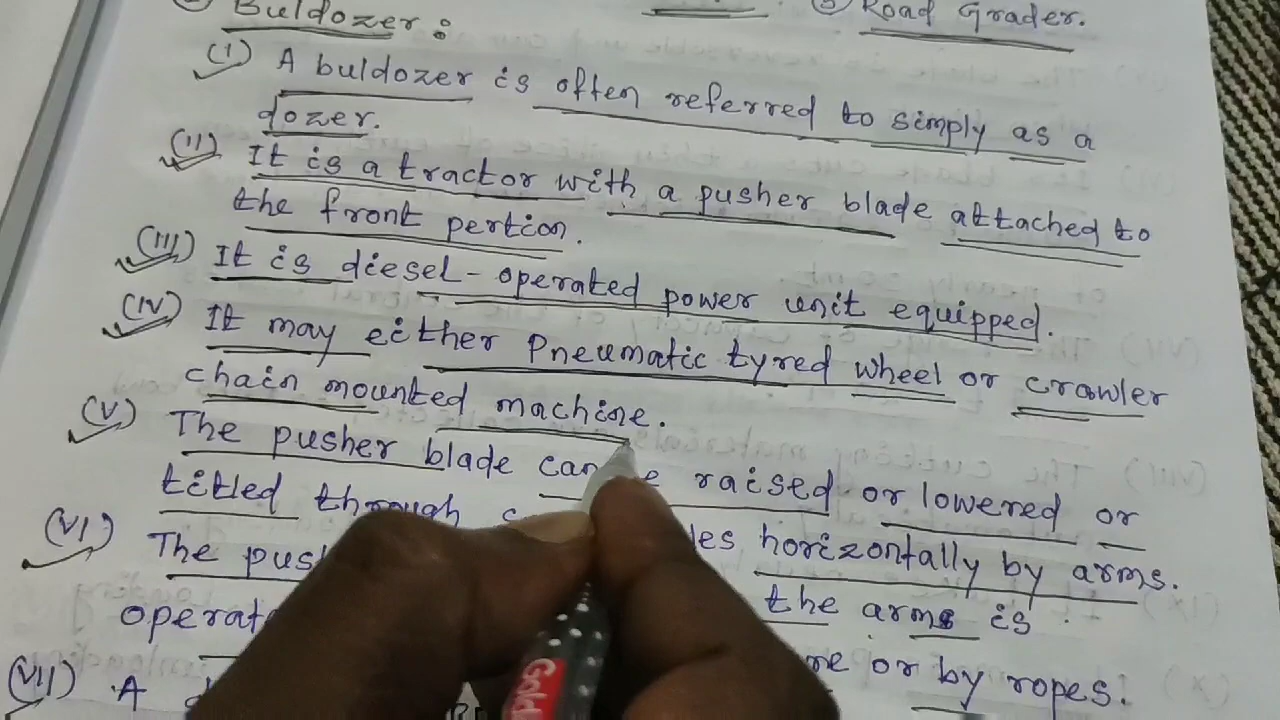 Buldozer : ③ Road Grader.
(I) A buldozer is often referred to simply as a
dozer.
(II) It is a tractor with a pusher blade attached to
the front pertion.
(III) It is diesel-operated power unit equipped.
(IV) It may either Pneumatic tyred wheel or crawler
chain mounted machine.
(V) The pusher blade can raised or lowered or
titled through horizontally by arms.
(VI) The the arms is
or by ropes.
(VII) A
Gold